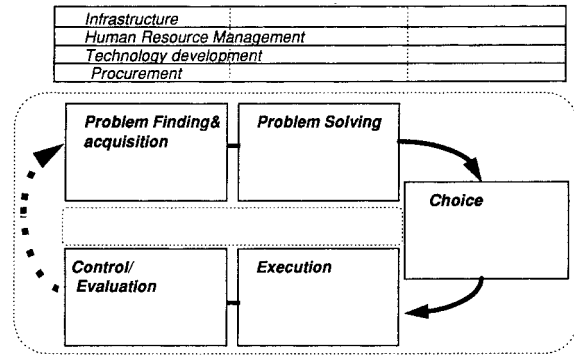 Infrastructure
Human Resource Management
Technology development
Procurement
Problem Finding&
acquisition
Problem Solving
Choice
Control/
Evaluation
Execution